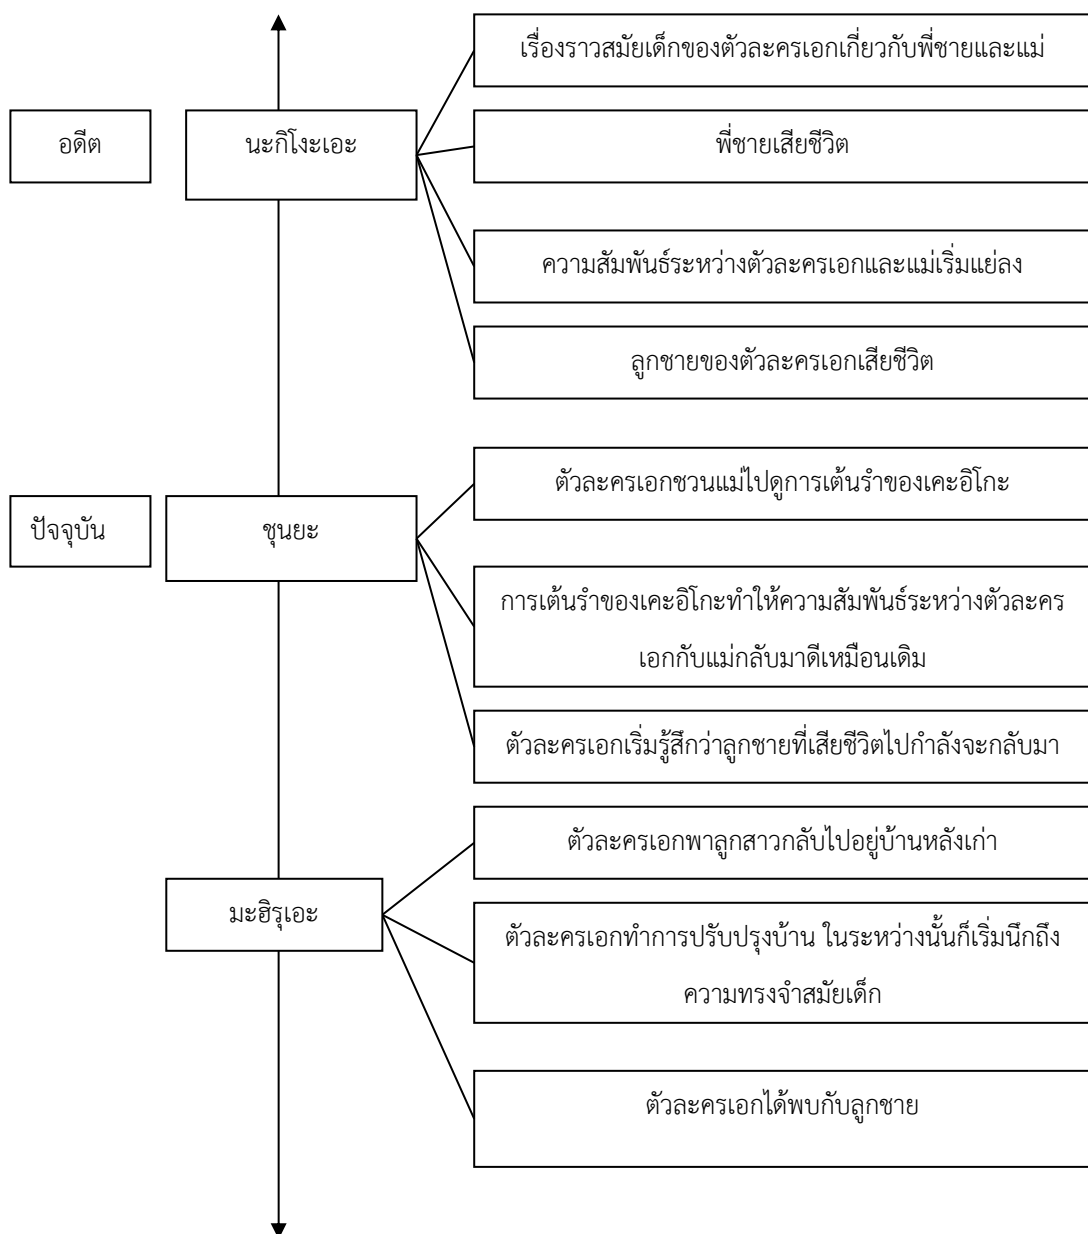 เรื่องราวสมัยเด็กของตัวละครเอกเกี่ยวกับพี่ชายและแม่
อดีต
นะกิโงะเอะ
พี่ชายเสียชีวิต
ความสัมพันธ์ระหว่างตัวละครเอกและแม่เริ่มแย่ลง
ลูกชายของตัวละครเอกเสียชีวิต
ตัวละครเอกชวนแม่ไปดูการเต้นรำของเคะอิโกะ
ปัจจุบัน
ชุนยะ
การเต้นรำของเคะอิโกะทำให้ความสัมพันธ์ระหว่างตัวละคร
เอกกับแม่กลับมาดีเหมือนเดิม
ตัวละครเอกเริ่มรู้สึกว่าลูกชายที่เสียชีวิตไปกำลังจะกลับมา
ตัวละครเอกพาลูกสาวกลับไปอยู่บ้านหลังเก่า
มะฮิรุเอะ
ตัวละครเอกทำการปรับปรุงบ้าน ในระหว่างนั้นก็เริ่มนึกถึง
ความทรงจำสมัยเด็ก
ตัวละครเอกได้พบกับลูกชาย